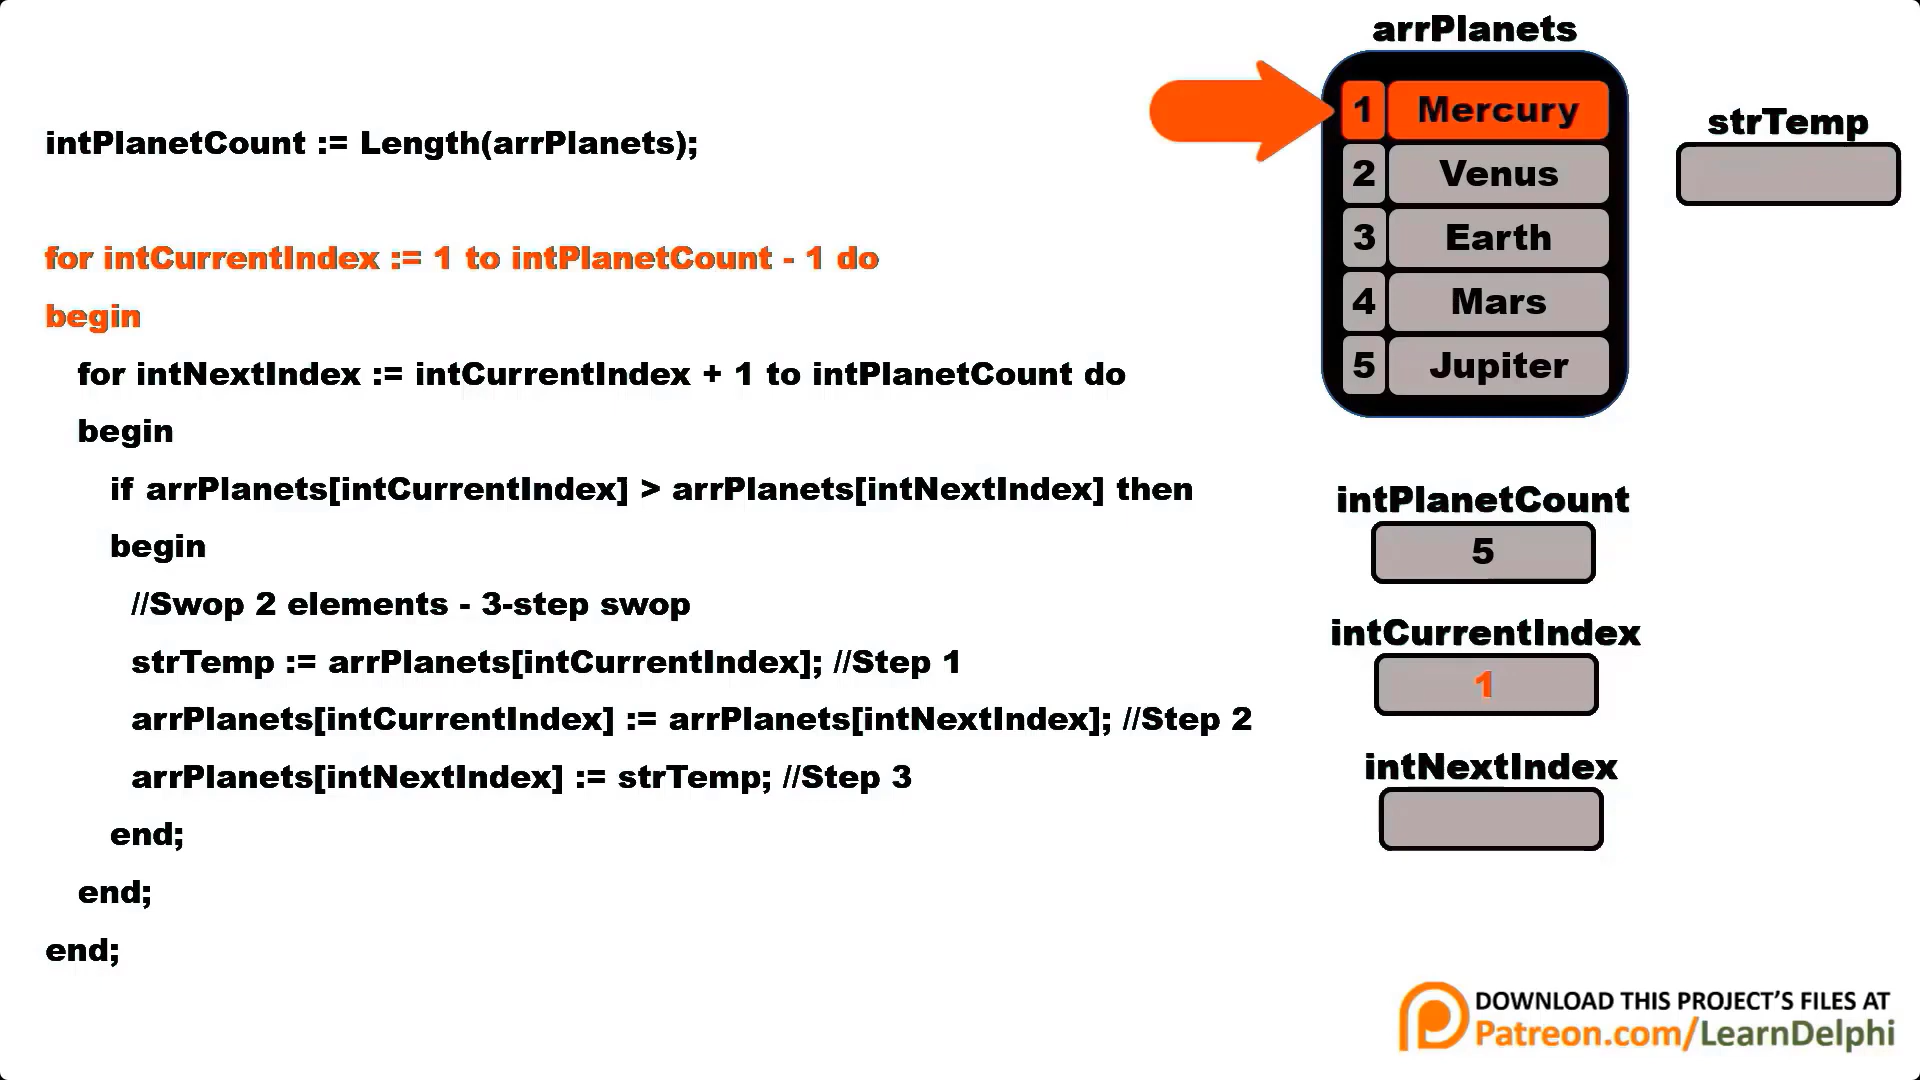 intPlanetCount := Length(arrPlanets);
for intCurrentIndex := 1 to intPlanetCount - 1 do
begin
for intNextIndex := intCurrentIndex + 1 to intPlanetCount do
begin
if arrPlanets[intCurrentIndex] > arrPlanets[intNextIndex] then
begin
//Swop 2 elements - 3-step swop
strTemp := arrPlanets[intCurrentIndex]; //Step 1
arrPlanets[intCurrentIndex] := arrPlanets[intNextIndex]; //Step 2
arrPlanets[intNextIndex] := strTemp; //Step 3
end;
end;
end;
arrPlanets
1 Mercury
2 Venus
3 Earth
4 Mars
5 Jupiter
strTemp
intPlanetCount
5
intCurrentIndex
1
intNextIndex
DOWNLOAD THIS PROJECT'S FILES AT
Patreon.com/LearnDelphi